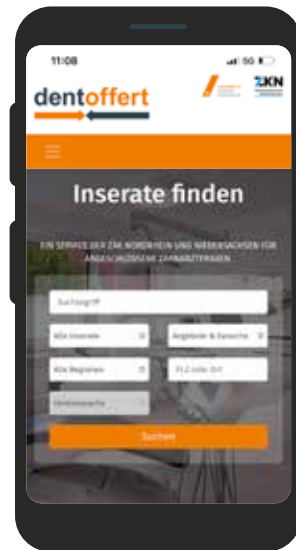 11:08
5G
dentoffert
ZKN
Inserate finden
EIN SERVICE DER ZÄK NORDRHEIN UND NIEDERSACHSEN FÜR
ANGESCHLOSSENE ZAHNARZTPRAXEN
Suchbegriff
Alle Inserate
Angebote & Gesuche
Alle Regionen
PLZ oder Ort
Suchen